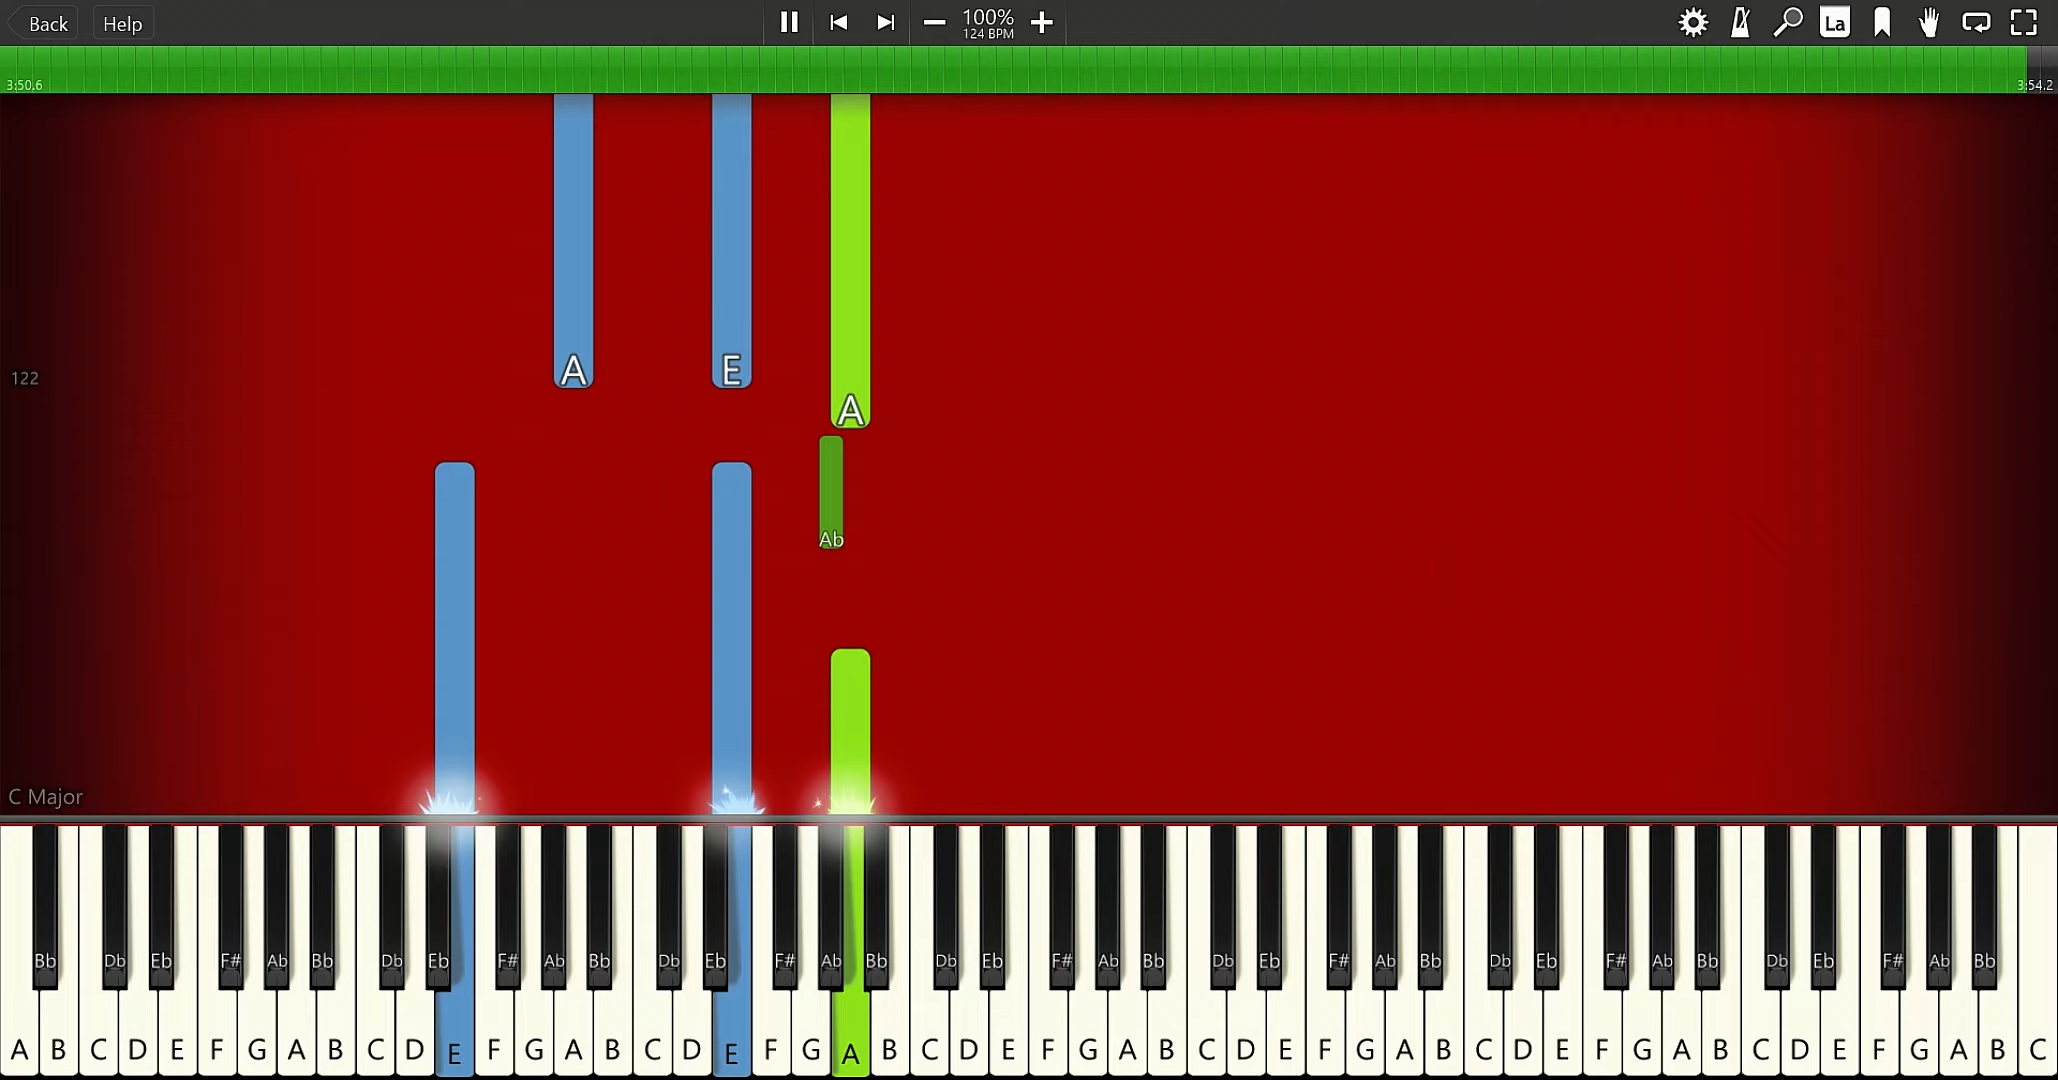 Back Help 100% La
124 BPM
3:50.6 3:54.2
A E
122
A
Ab
C Major
Bb Db Eb F# Ab Bb Db Eb F# Ab Bb Db Eb F# Ab Bb Db Eb F# Ab Bb Db Eb F# Ab Bb Db Eb F# Ab Bb Db Eb F# Ab Bb
A B C D E F G A B C D E F G A B C D E F G A B C D E F G A B C D E F G A B C D E F G A B C D E F G A B C